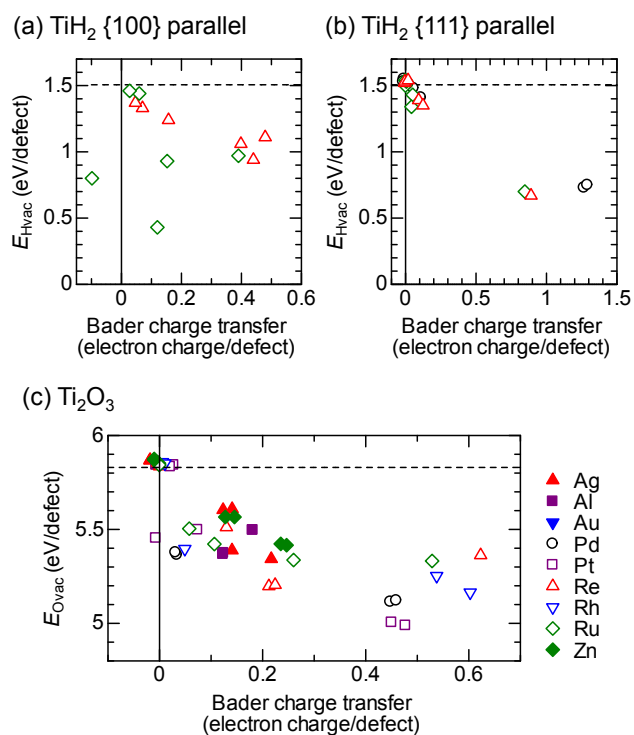 (a) TiH₂ {100} parallel
(b) TiH₂ {111} parallel
E_Hvac (eV/defect)
1.5
1
0.5
0
0
0.2
0.4
0.6
Bader charge transfer
(electron charge/defect)
E_Hvac (eV/defect)
1.5
1
0.5
0
0
0.5
1
1.5
Bader charge transfer
(electron charge/defect)
(c) Ti₂O₃
E_Ovac (eV/defect)
6
5.5
5
0
0.2
0.4
0.6
Bader charge transfer
(electron charge/defect)
Ag
Al
Au
Pd
Pt
Re
Rh
Ru
Zn